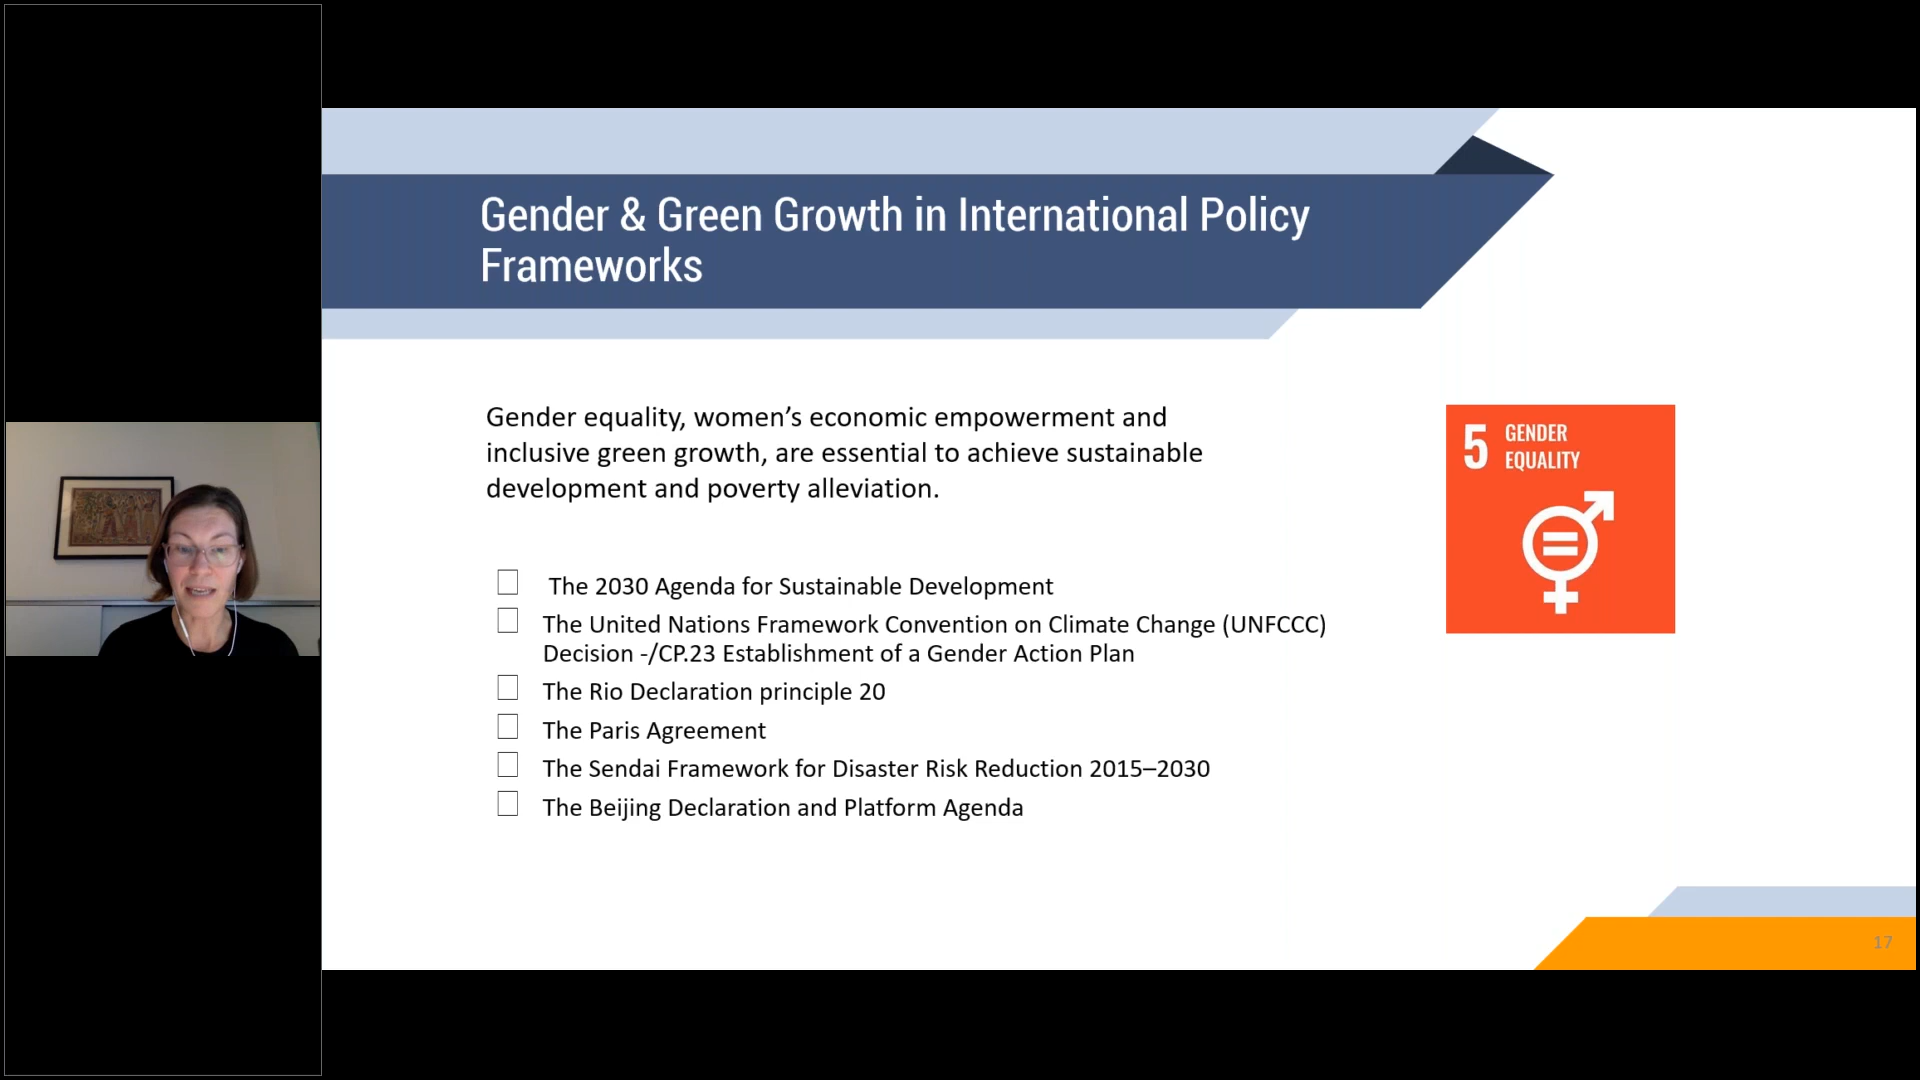 Gender & Green Growth in International Policy
Frameworks
Gender equality, women’s economic empowerment and
inclusive green growth, are essential to achieve sustainable
development and poverty alleviation.
The 2030 Agenda for Sustainable Development
The United Nations Framework Convention on Climate Change (UNFCCC)
Decision -/CP.23 Establishment of a Gender Action Plan
The Rio Declaration principle 20
The Paris Agreement
The Sendai Framework for Disaster Risk Reduction 2015–2030
The Beijing Declaration and Platform Agenda
5 GENDER
EQUALITY
17